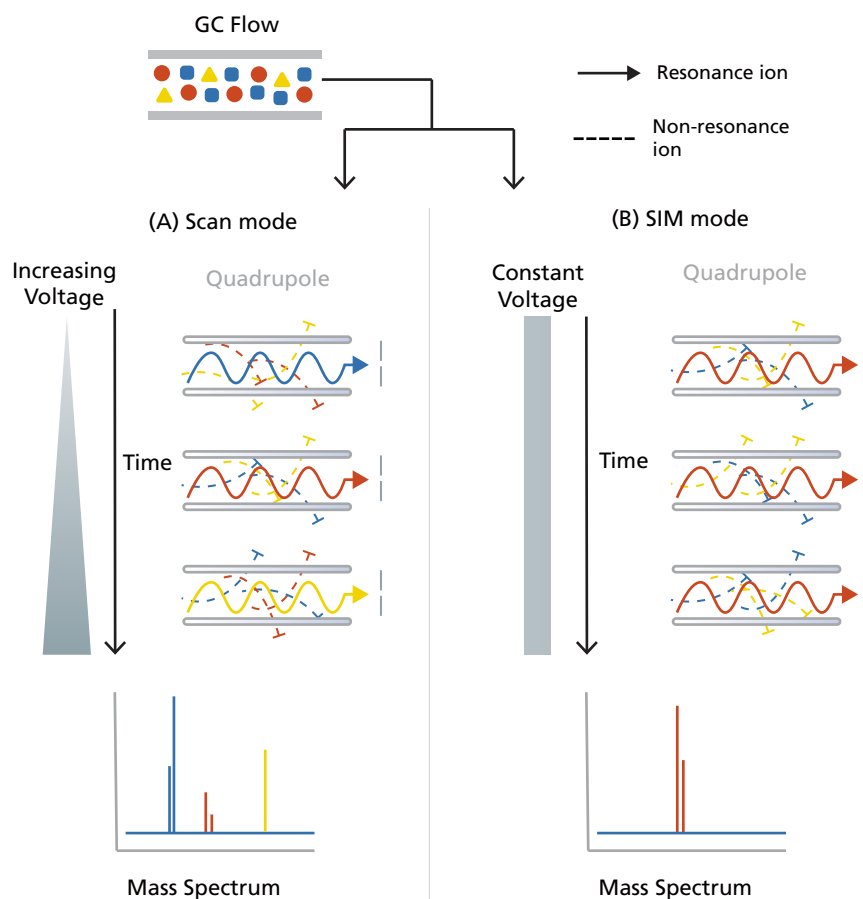 GC Flow
Resonance ion
Non-resonance
ion
(A) Scan mode
(B) SIM mode
Increasing
Voltage
Quadrupole
Constant
Voltage
Quadrupole
Time
Time
Mass Spectrum
Mass Spectrum